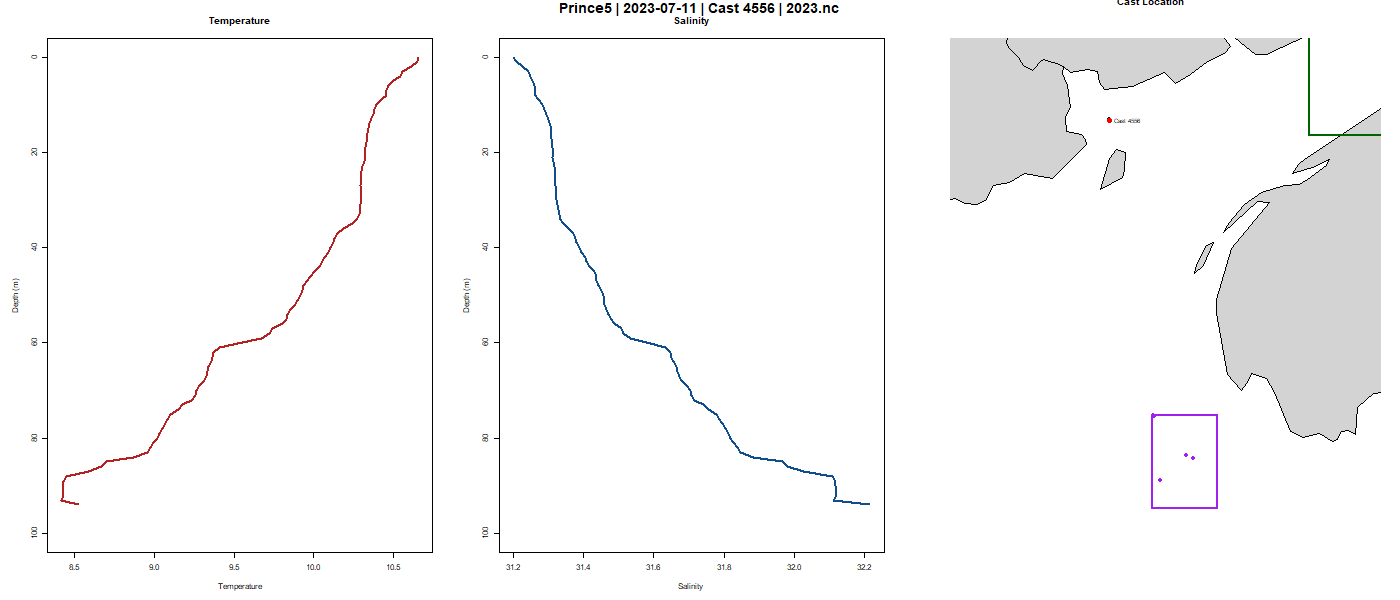 Prince5 | 2023-07-11 | Cast 4556 | 2023.nc
Temperature
0
20
40
60
80
100
Depth (m)
8.5 9.0 9.5 10.0 10.5
Temperature
Salinity
0
20
40
60
80
100
Depth (m)
31.2 31.4 31.6 31.8 32.0 32.2
Salinity
Cast Location
Cast 4556